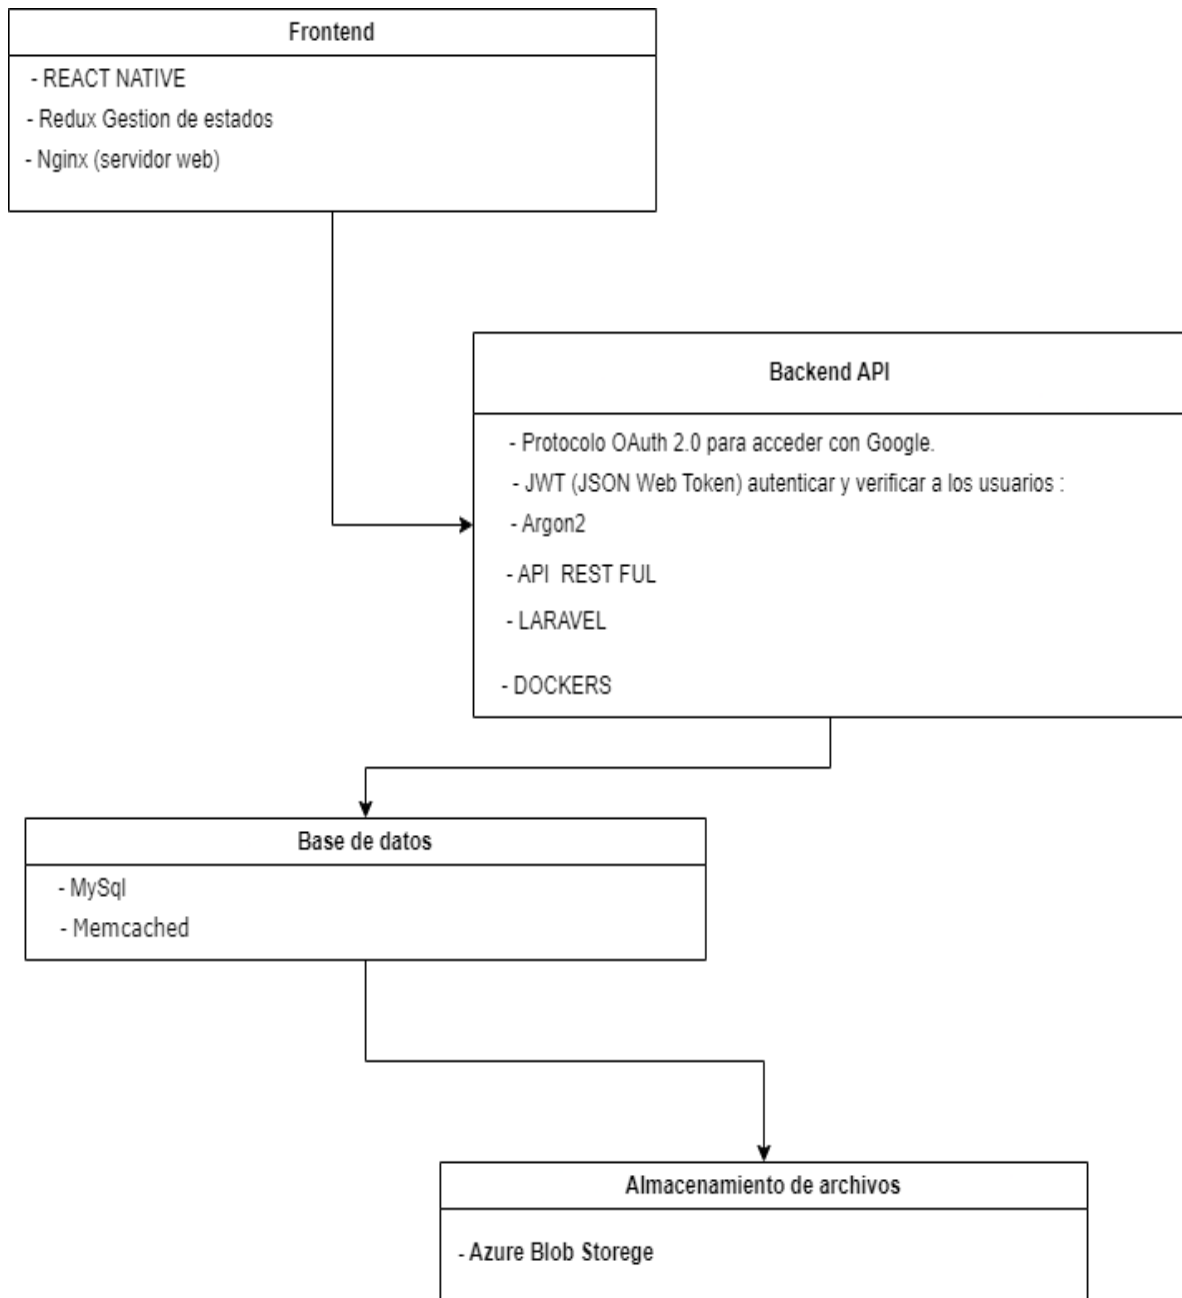 Frontend
- REACT NATIVE
- Redux Gestion de estados
- Nginx (servidor web)
Backend API
- Protocolo OAuth 2.0 para acceder con Google.
- JWT (JSON Web Token) autenticar y verificar a los usuarios :
- Argon2
- API REST FUL
- LARAVEL
- DOCKERS
Base de datos
- MySql
- Memcached
Almacenamiento de archivos
- Azure Blob Storege